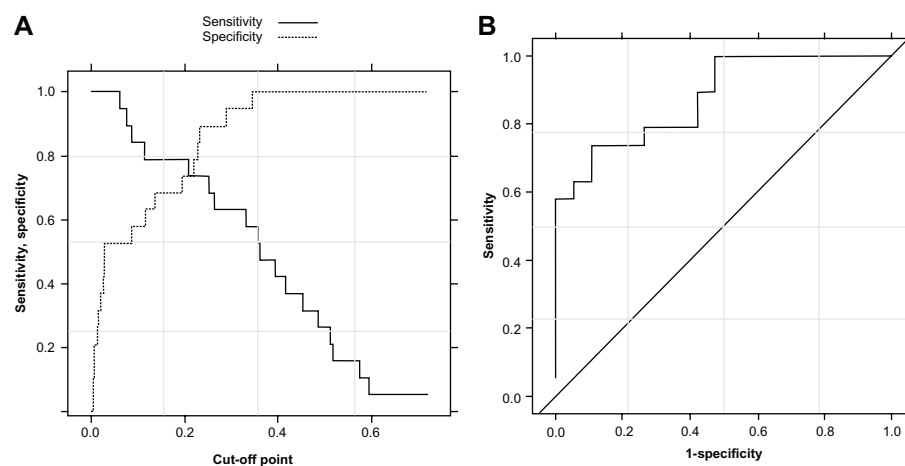 A
Sensitivity
Specificity
Sensitivity, specificity
1.0
0.8
0.6
0.4
0.2
0.0 0.2 0.4 0.6
Cut-off point
B
Sensitivity
1.0
0.8
0.6
0.4
0.2
0.0
0.0 0.2 0.4 0.6 0.8 1.0
1-specificity